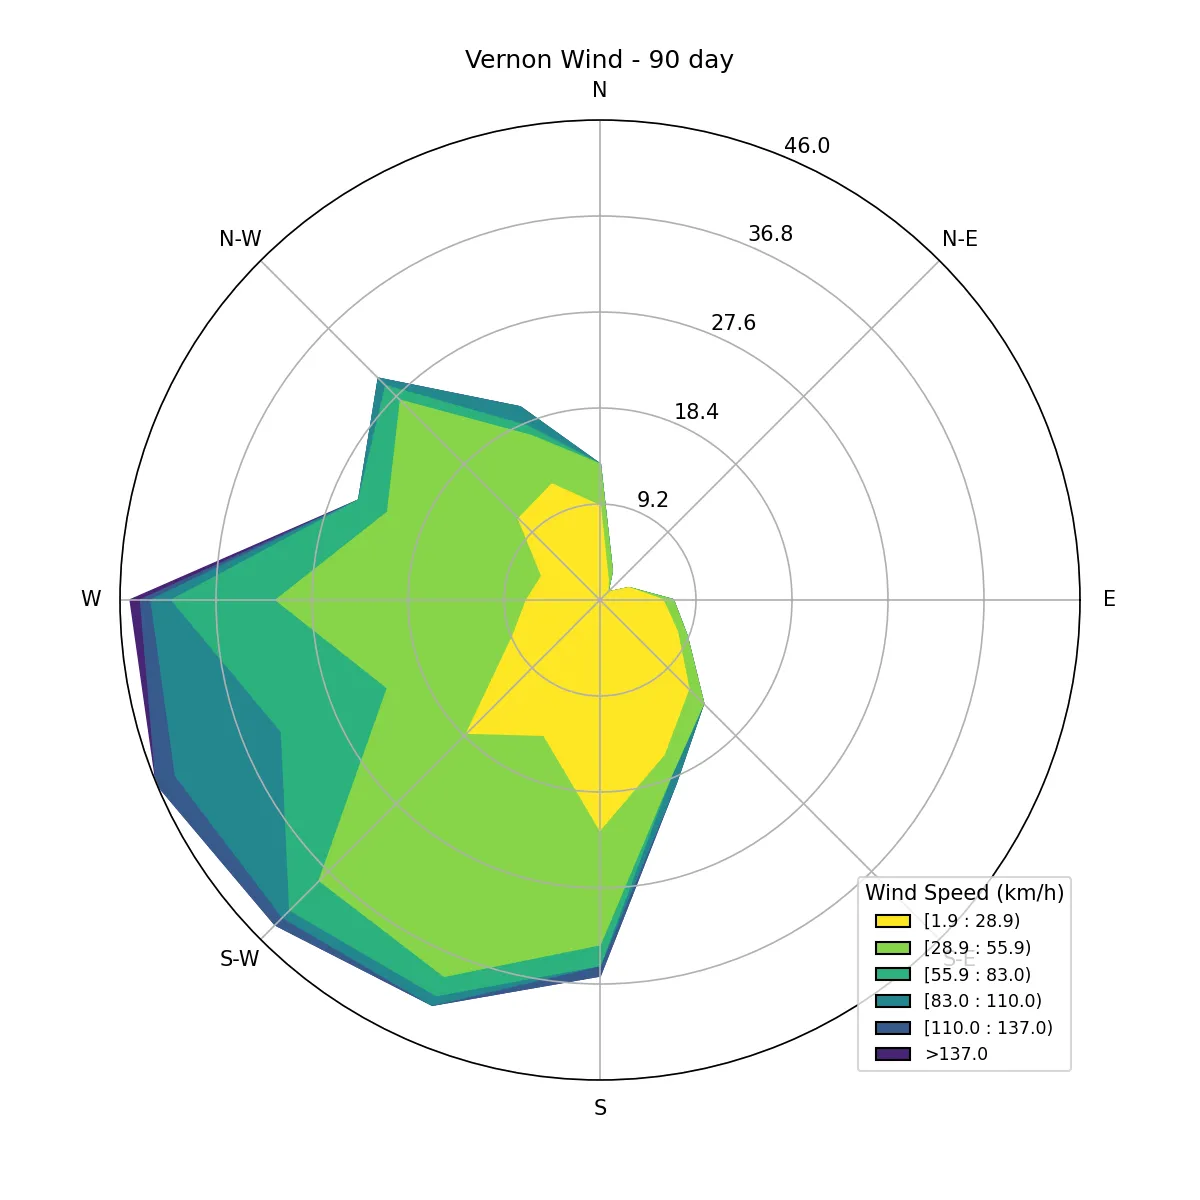 Vernon Wind - 90 day
N
46.0
36.8
N-W
N-E
27.6
18.4
9.2
W
E
Wind Speed (km/h)
[1.9 : 28.9)
[28.9 : 55.9)
S-W
S-E
[55.9 : 83.0)
[83.0 : 110.0)
[110.0 : 137.0)
>137.0
S